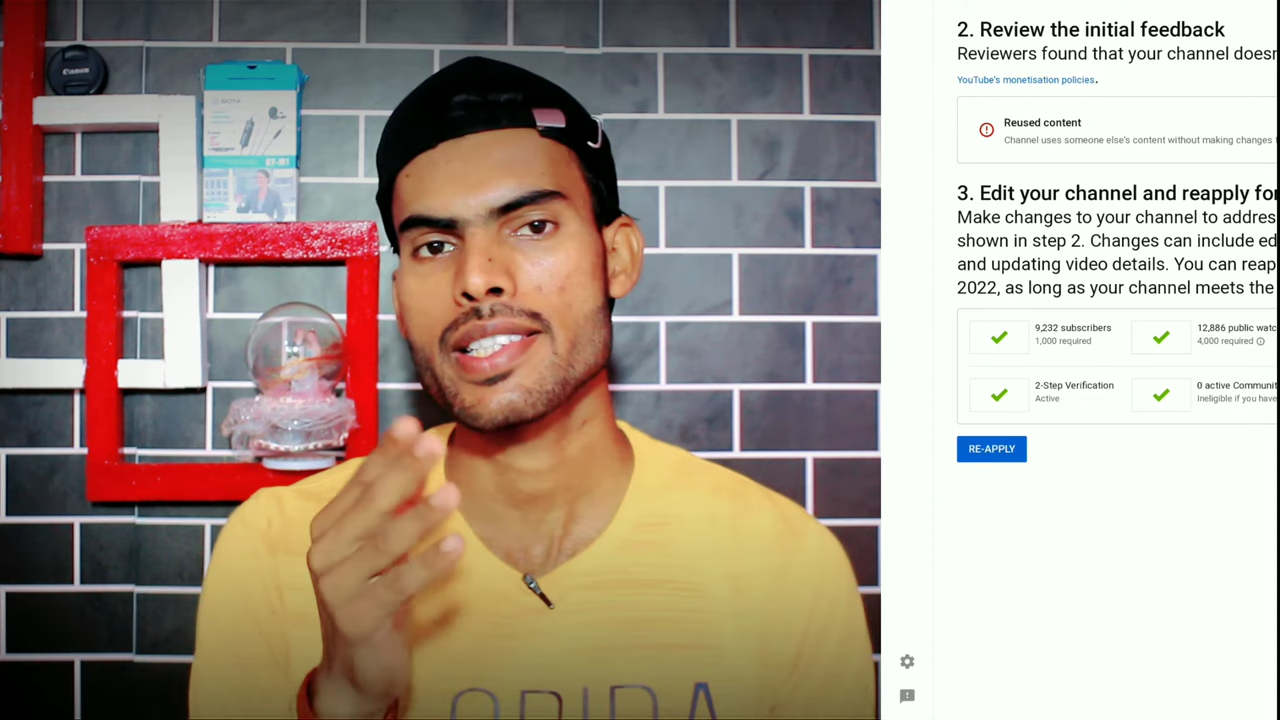 Canon
BOYA
BY-M1
2. Review the initial feedback
Reviewers found that your channel doesn
YouTube's monetisation policies.
Reused content
Channel uses someone else's content without making changes
3. Edit your channel and reapply for
Make changes to your channel to addres
shown in step 2. Changes can include ed
and updating video details. You can reap
2022, as long as your channel meets the
9,232 subscribers
1,000 required
12,886 public watc
4,000 required
2-Step Verification
Active
0 active Communit
Ineligible if you have
RE-APPLY